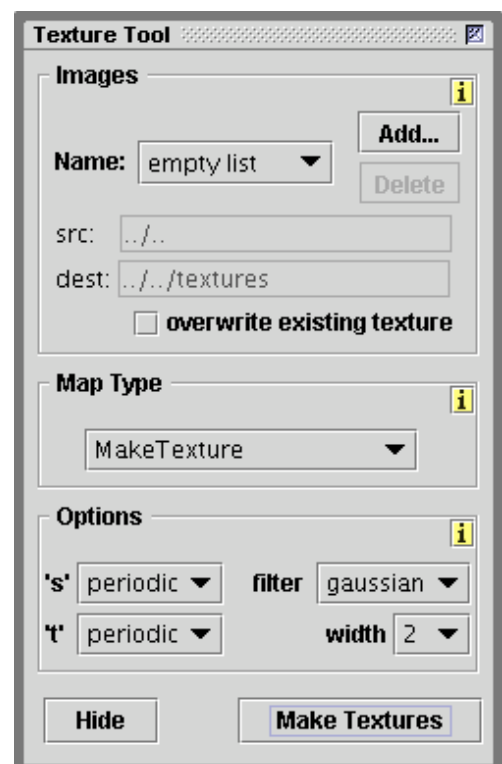 Texture Tool
Images
i
Add...
Name: empty list
Delete
src: ../..
dest: ../../textures
overwrite existing texture
Map Type
i
MakeTexture
Options
i
's' periodic filter gaussian
't' periodic width 2
Hide Make Textures